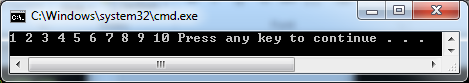 C:\Windows\system32\cmd.exe
1 2 3 4 5 6 7 8 9 10 Press any key to continue . . .